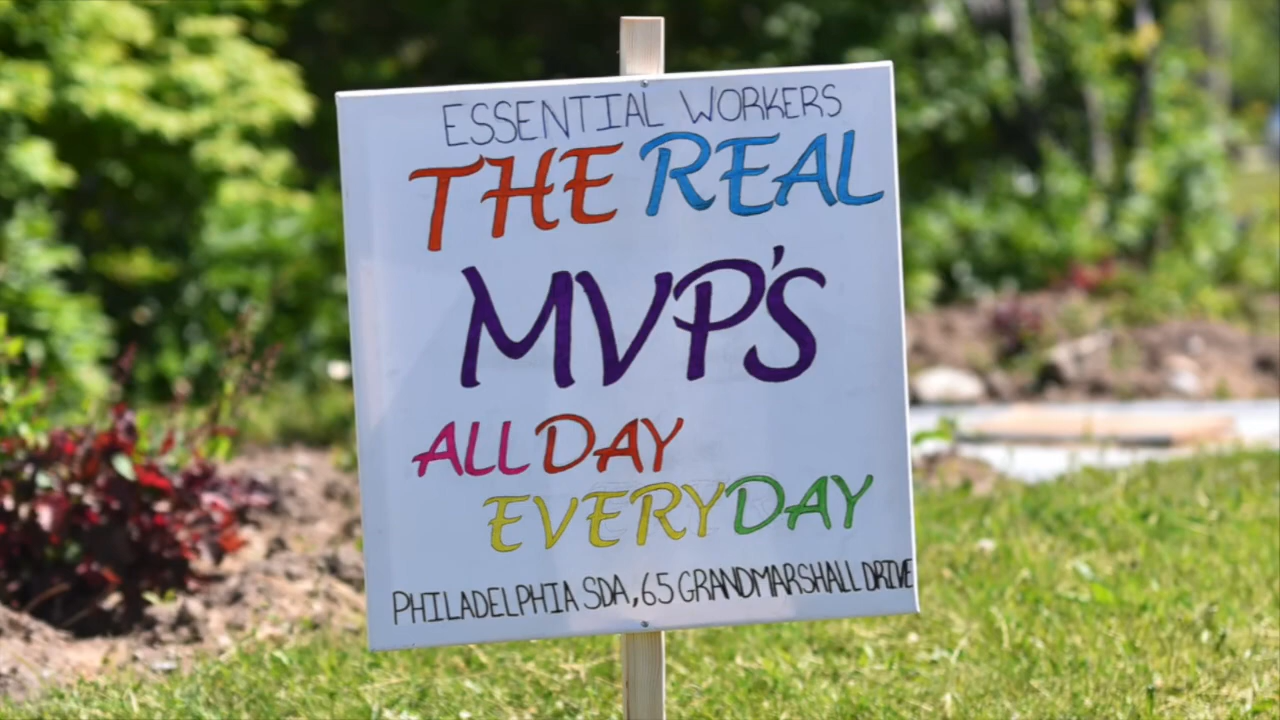 ESSENTIAL WORKERS
THE REAL
MVP'S
ALL DAY
EVERYDAY
PHILADELPHIA SDA, 65 GRANDMARSHALL DRIVE